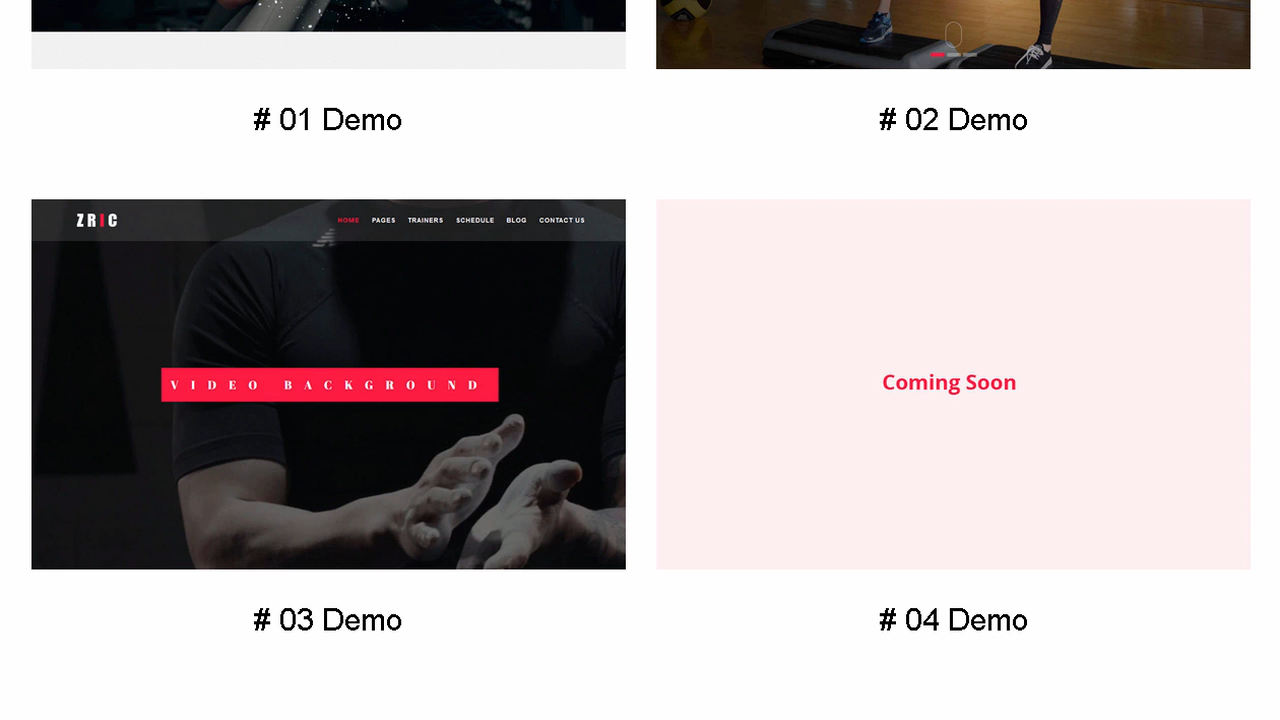 # 01 Demo
# 02 Demo
ZRIC
HOME PAGES TRAINERS SCHEDULE BLOG CONTACT US
VIDEO BACKGROUND
Coming Soon
# 03 Demo
# 04 Demo